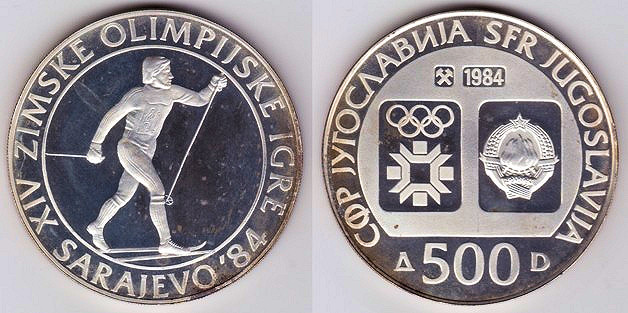 XIV ZIMSKE OLIMPIJSKE IGRE
SARAJEVO '84
СФР ЈУГОСЛАВИЈА SFR JUGOSLAVIJA
1984
Д 500 D